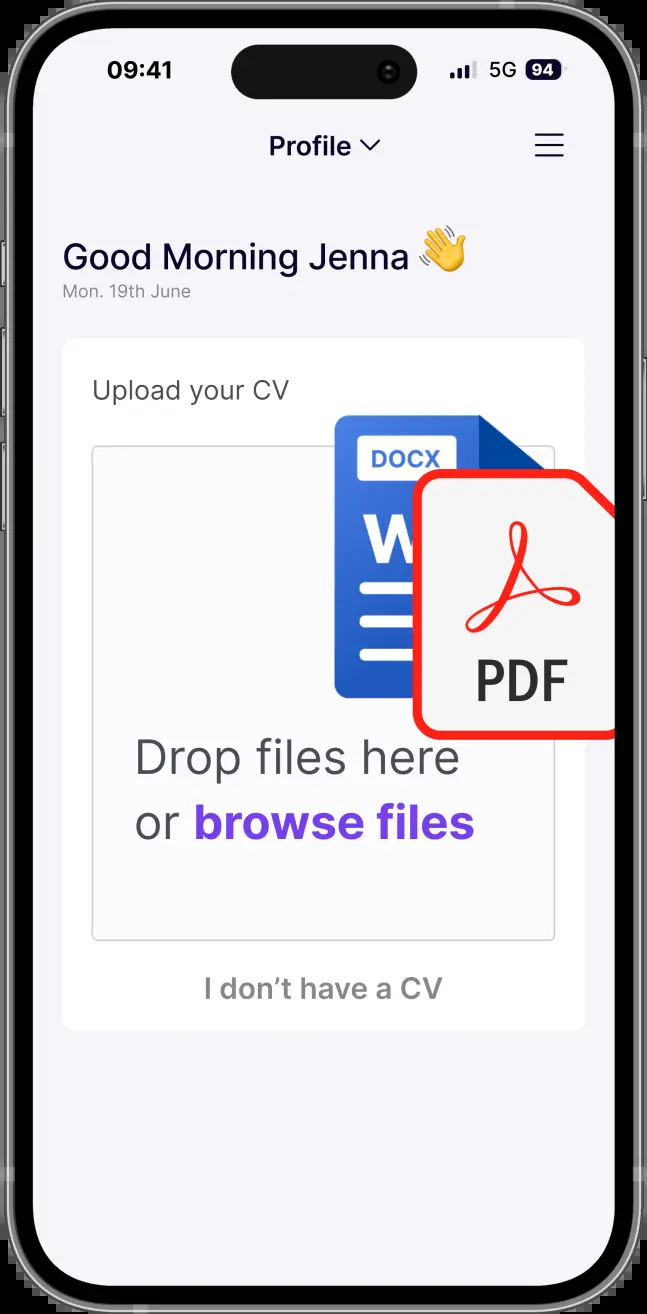 09:41 5G 94
Profile
Good Morning Jenna 👋
Mon. 19th June
Upload your CV
DOCX
W
PDF
Drop files here
or browse files
I don’t have a CV